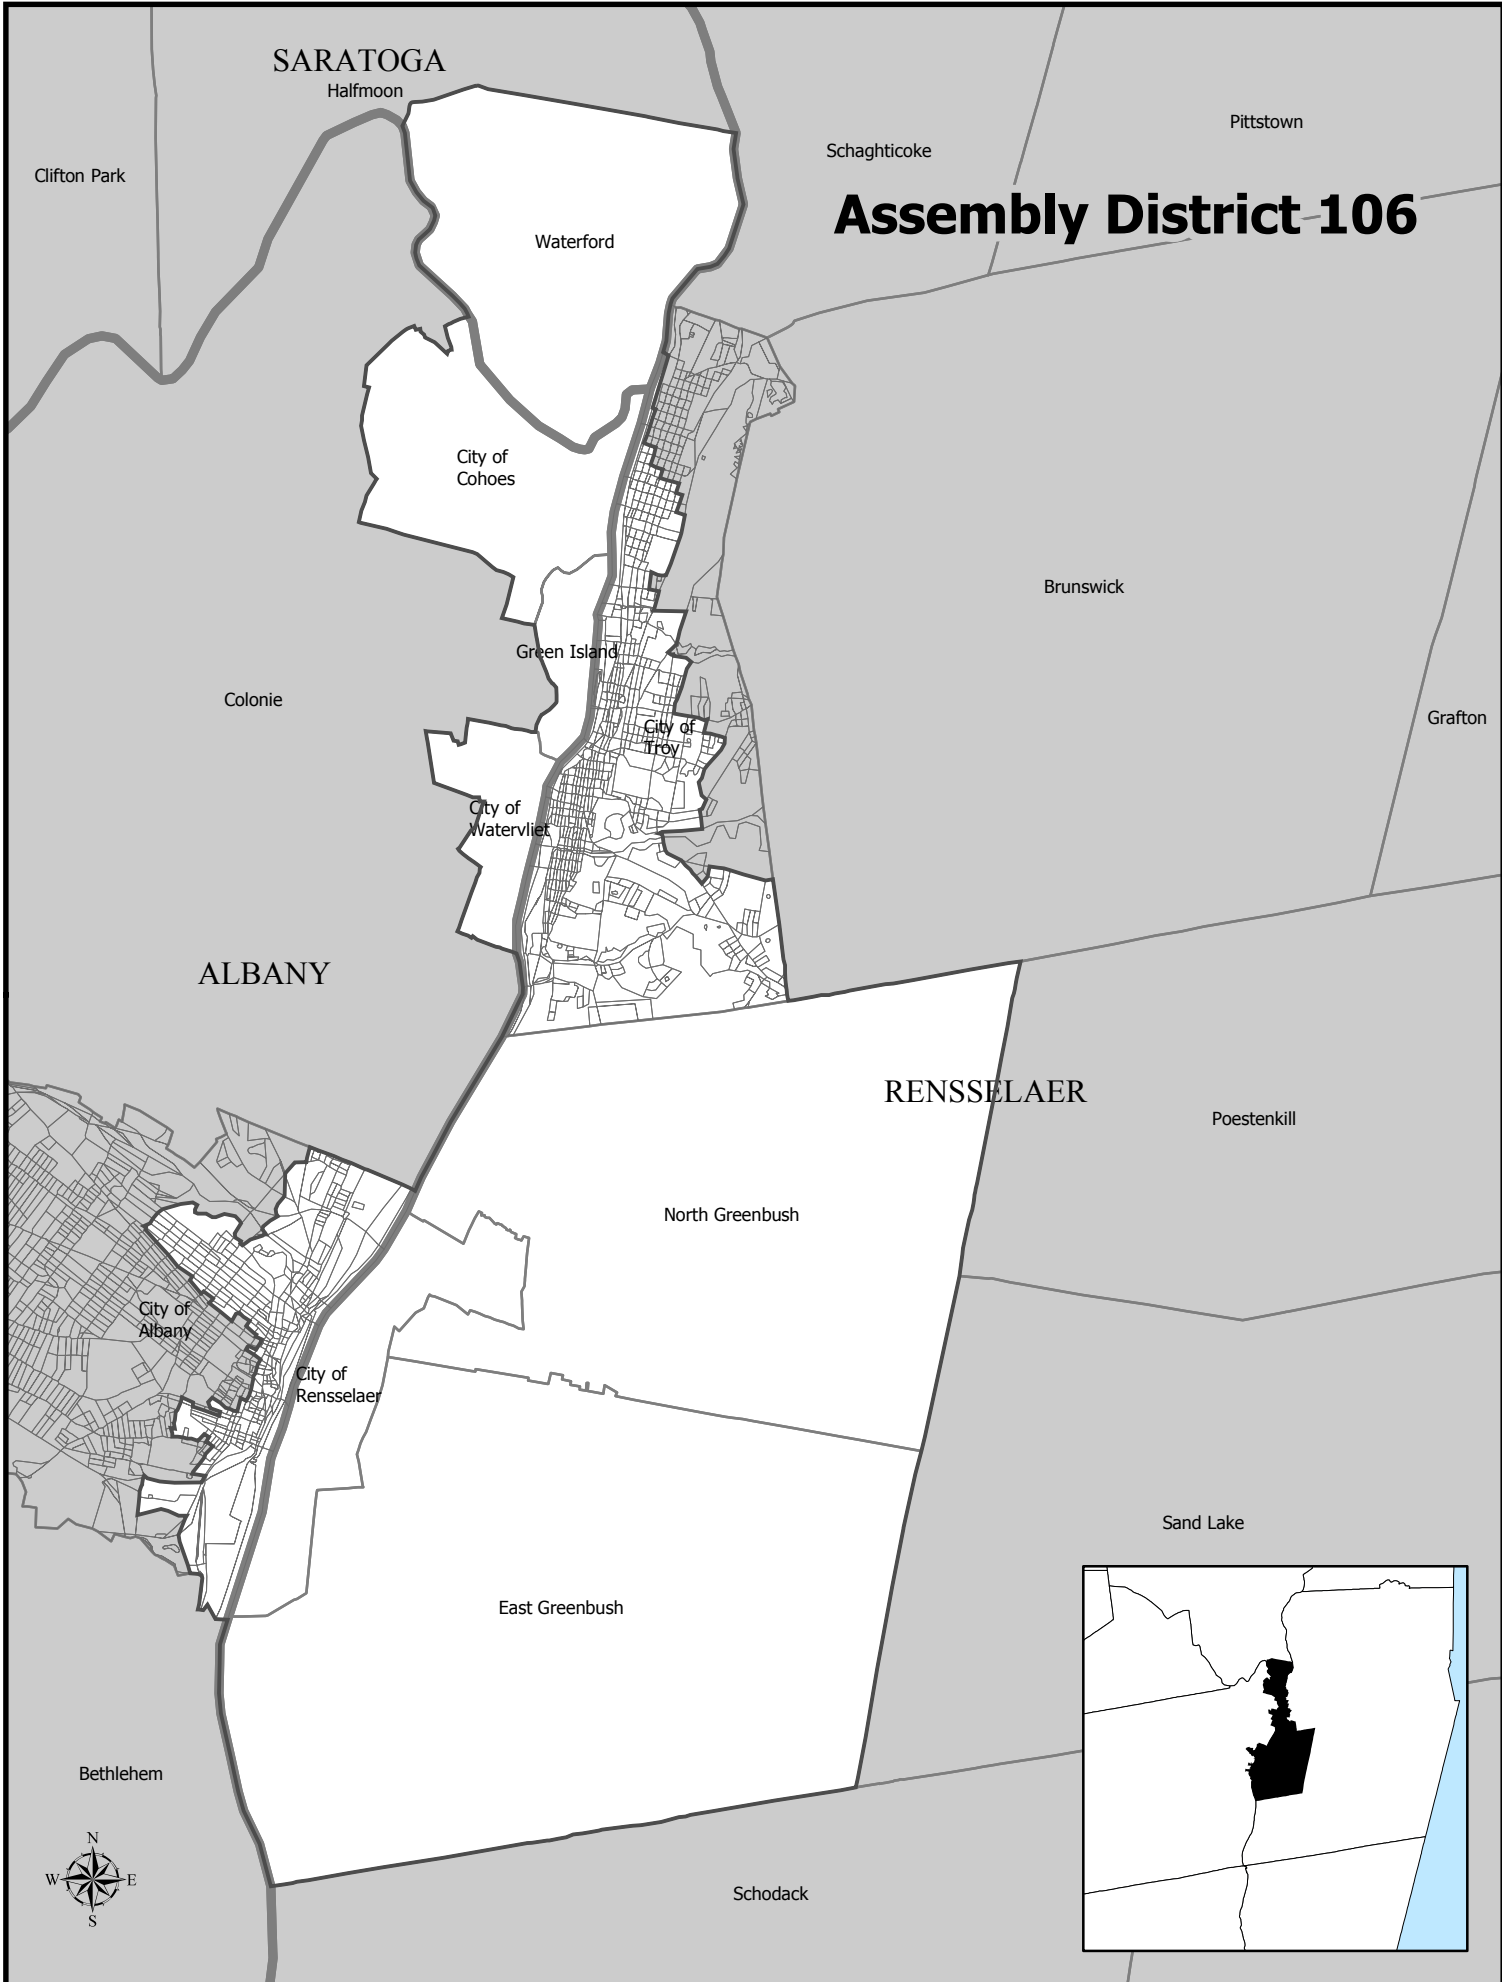 SARATOGA
Halfmoon
Pittstown
Schaghticoke
Clifton Park
Assembly District 106
Waterford
City of
Cohoes
Brunswick
Green Island
Colonie
Grafton
City of
Troy
City of
Watervliet
ALBANY
RENSSELAER
Poestenkill
North Greenbush
City of
Albany
City of
Rensselaer
Sand Lake
East Greenbush
Bethlehem
N
W E
S
Schodack